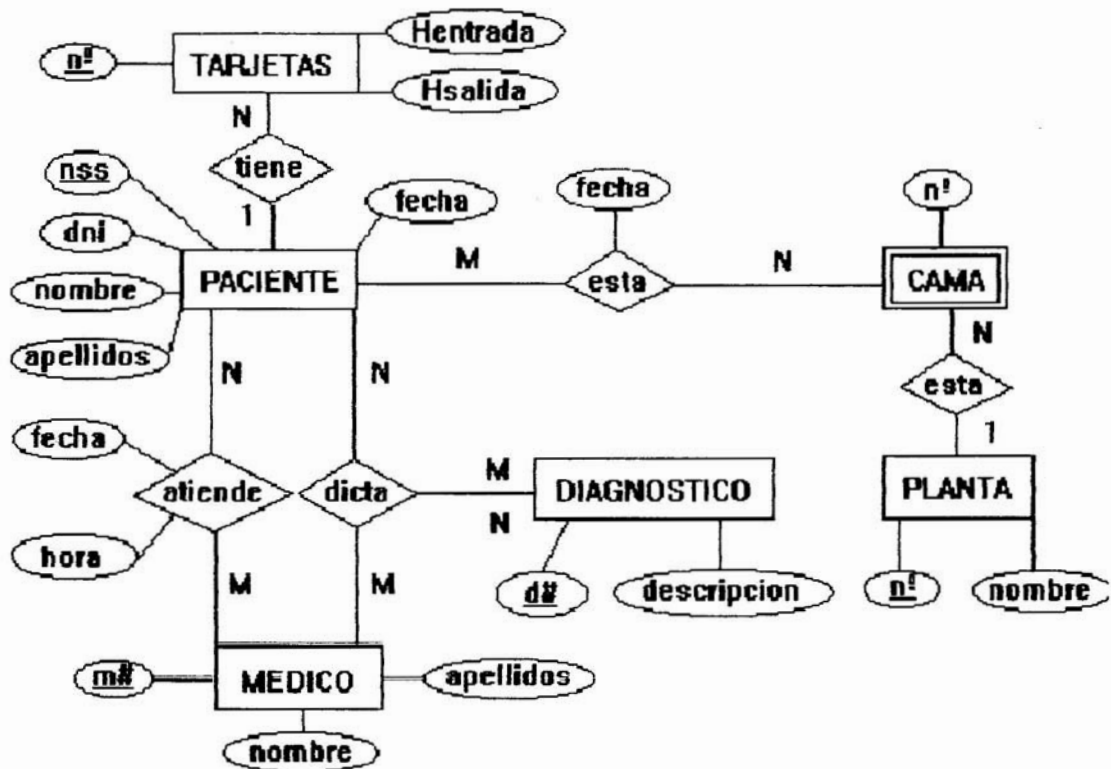 Hentrada
nº TARJETAS
Hsalida
N
tiene
nss
1
fecha
fecha
nº
dni
PACIENTE
M
esta
N
CAMA
nombre
apellidos
N
N
N
esta
1
fecha
atiende
dicta
M
DIAGNOSTICO
N
PLANTA
hora
M
M
d#
descripcion
nº
nombre
m#
MEDICO
apellidos
nombre